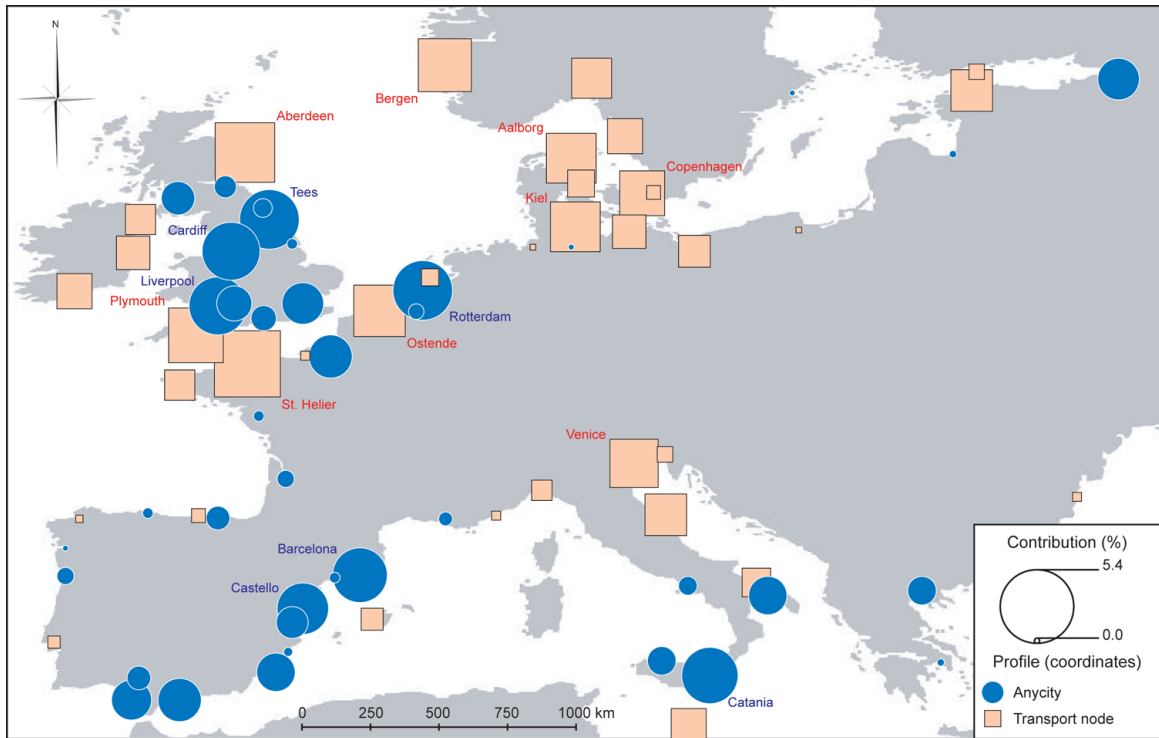 N
Bergen
Aberdeen
Aalborg
Copenhagen
Tees
Kiel
Cardiff
Liverpool
Plymouth
Rotterdam
Ostende
St. Helier
Venice
Barcelona
Castello
Catania
0 250 500 1000 km
Contribution (%)
5.4
0.0
Profile (coordinates)
Anycity
Transport node